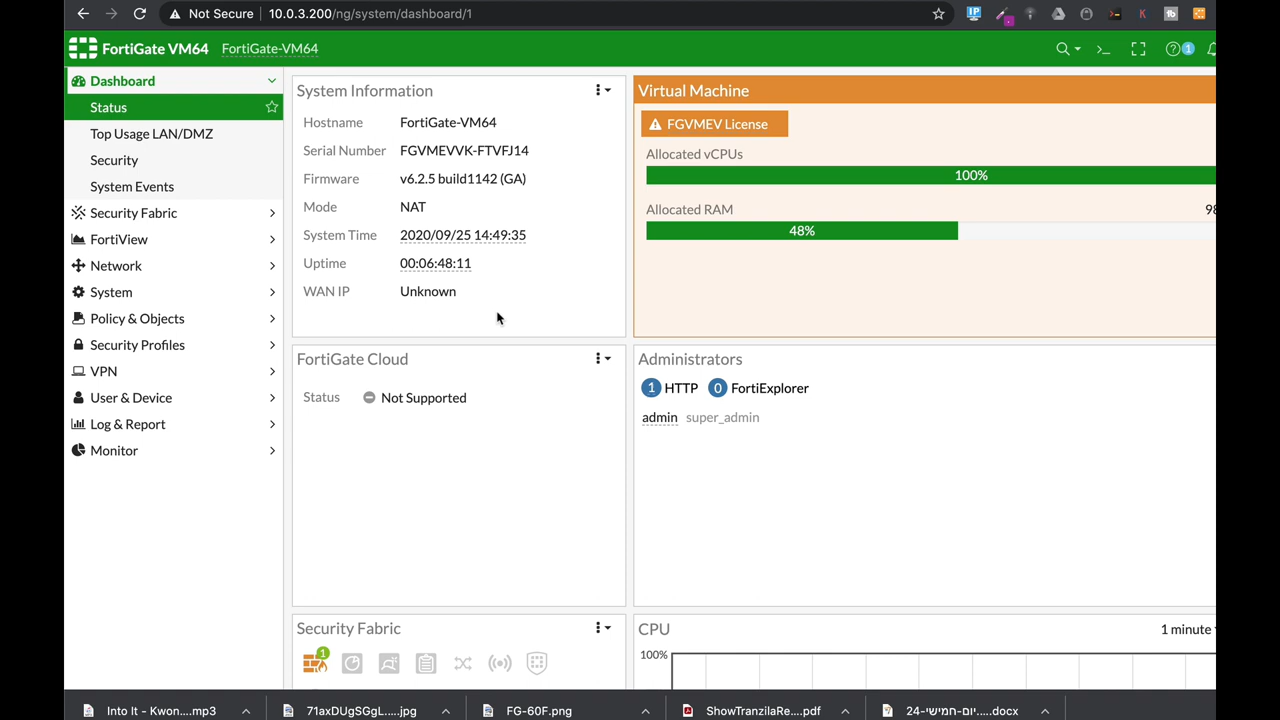 Not Secure | 10.0.3.200/ng/system/dashboard/1
IP
K
tb
FortiGate VM64 FortiGate-VM64
>_
? 1
Dashboard
Status
Top Usage LAN/DMZ
Security
System Events
Security Fabric
FortiView
Network
System
Policy & Objects
Security Profiles
VPN
User & Device
Log & Report
Monitor
System Information
Hostname FortiGate-VM64
Serial Number FGVMEVVK-FTVFJ14
Firmware v6.2.5 build1142 (GA)
Mode NAT
System Time 2020/09/25 14:49:35
Uptime 00:06:48:11
WAN IP Unknown
Virtual Machine
FGVMEV License
Allocated vCPUs
100%
Allocated RAM
48%
FortiGate Cloud
Status Not Supported
Administrators
1 HTTP 0 FortiExplorer
admin super_admin
Security Fabric
1
CPU 1 minute
100%
Into It - Kwon....mp3
71axDUgSGgL....jpg
FG-60F.png
ShowTranzilaRe....pdf
24-יום-חמישי....docx